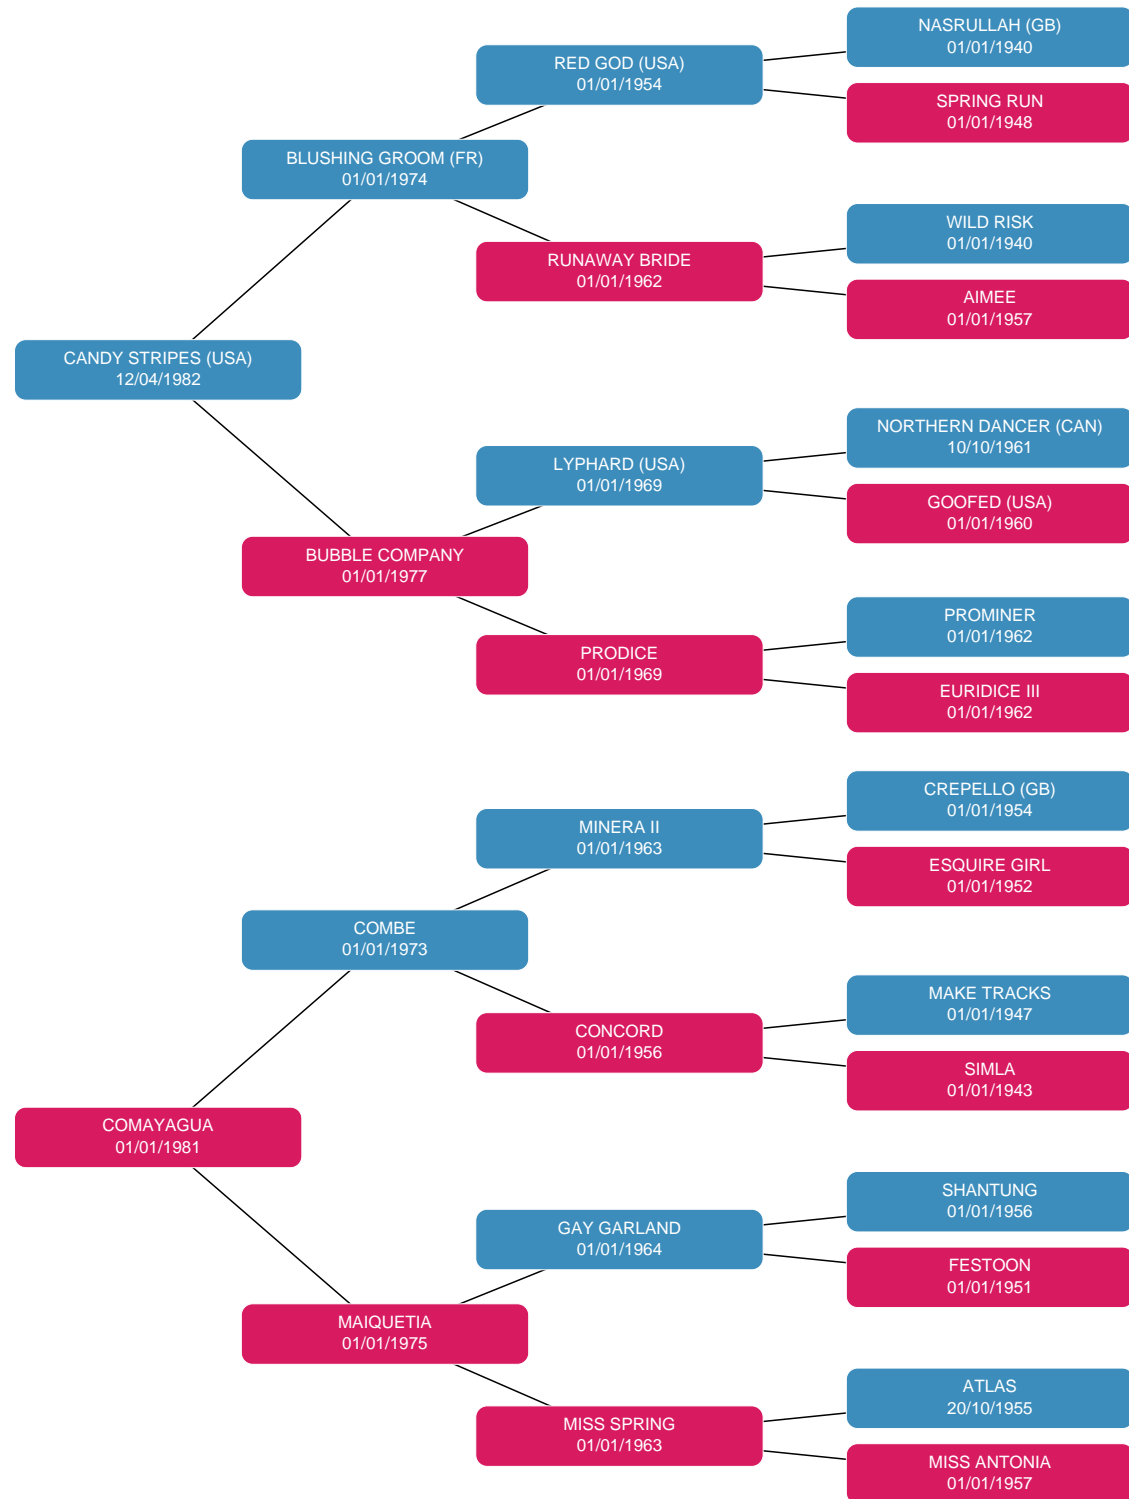 NASRULLAH (GB)
01/01/1940
RED GOD (USA)
01/01/1954
SPRING RUN
01/01/1948
BLUSHING GROOM (FR)
01/01/1974
WILD RISK
01/01/1940
RUNAWAY BRIDE
01/01/1962
AIMEE
01/01/1957
CANDY STRIPES (USA)
12/04/1982
NORTHERN DANCER (CAN)
10/10/1961
LYPHARD (USA)
01/01/1969
GOOFED (USA)
01/01/1960
BUBBLE COMPANY
01/01/1977
PROMINER
01/01/1962
PRODICE
01/01/1969
EURIDICE III
01/01/1962
CREPELLO (GB)
01/01/1954
MINERA II
01/01/1963
ESQUIRE GIRL
01/01/1952
COMBE
01/01/1973
MAKE TRACKS
01/01/1947
CONCORD
01/01/1956
SIMLA
01/01/1943
COMAYAGUA
01/01/1981
SHANTUNG
01/01/1956
GAY GARLAND
01/01/1964
FESTOON
01/01/1951
MAIQUETIA
01/01/1975
ATLAS
20/10/1955
MISS SPRING
01/01/1963
MISS ANTONIA
01/01/1957